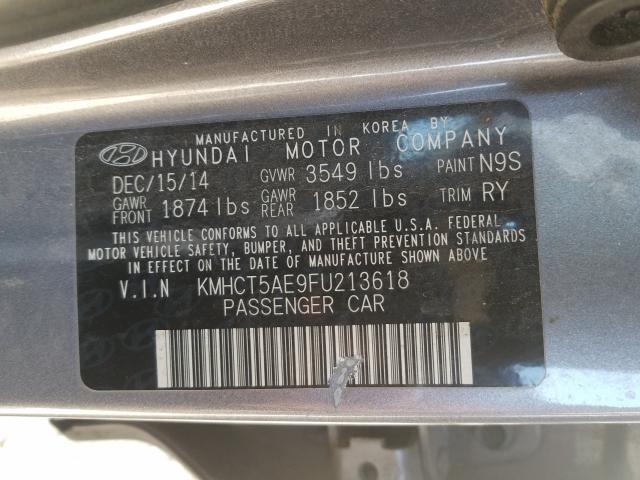 MANUFACTURED IN KOREA BY
HYUNDAI MOTOR COMPANY
DEC/15/14 GVWR 3549 lbs PAINT N9S
GAWR FRONT 1874 lbs GAWR REAR 1852 lbs TRIM RY
THIS VEHICLE CONFORMS TO ALL APPLICABLE U.S.A. FEDERAL
MOTOR VEHICLE SAFETY, BUMPER, AND THEFT PREVENTION STANDARDS
IN EFFECT ON THE DATE OF MANUFACTURE SHOWN ABOVE.
V.I.N KMHCT5AE9FU213618
PASSENGER CAR